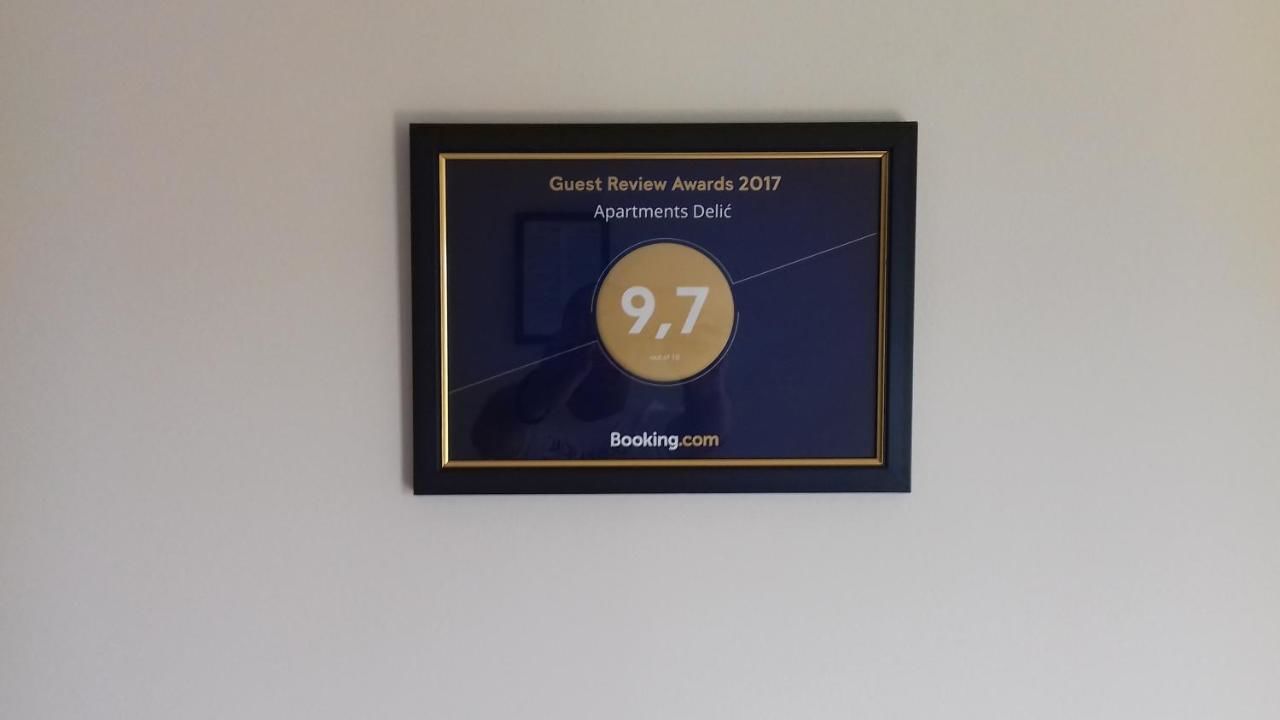 Guest Review Awards 2017
Apartments Delić
9,7
out of 10
Booking.com